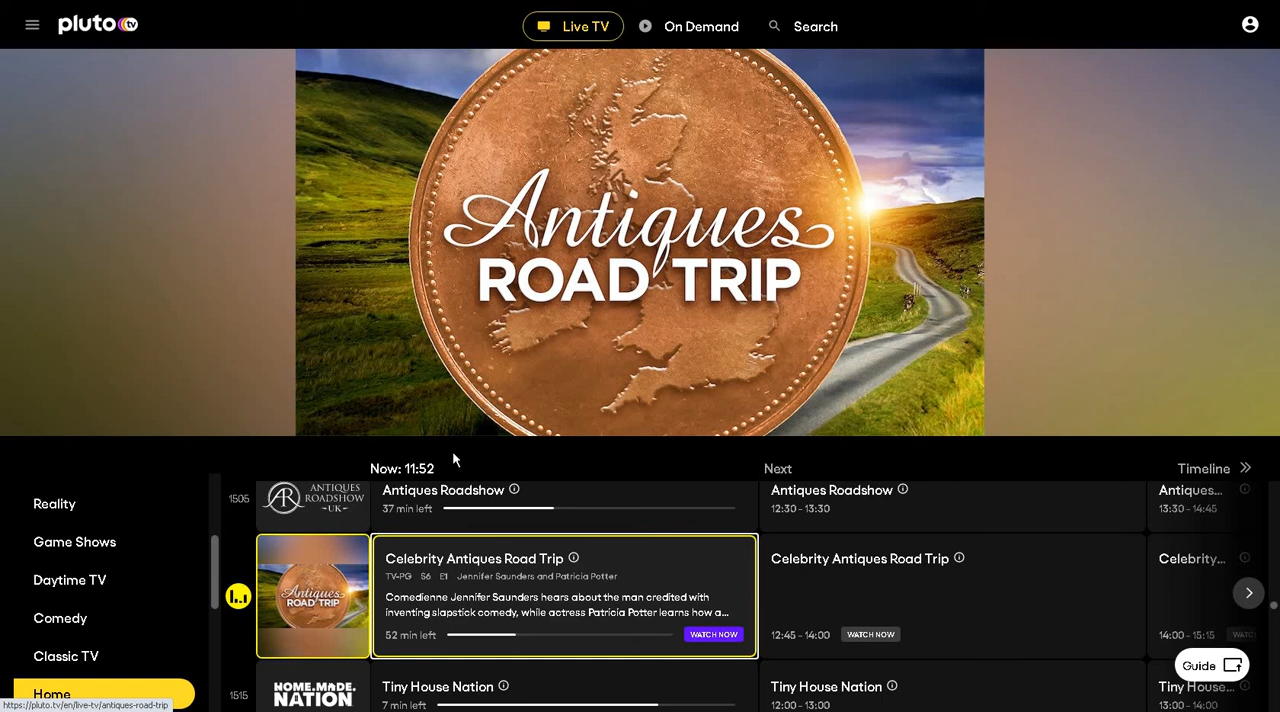 pluto tv
Live TV
On Demand
Search
Antiques
ROAD TRIP
Now: 11:52
Next
Timeline
Reality
Game Shows
Daytime TV
Comedy
Classic TV
Home
1505
ANTIQUES
ROADSHOW
-UK-
Antiques Roadshow
37 min left
Antiques Roadshow
12:30 - 13:30
Antiques...
13:30 - 14:45
Antiques
ROAD TRIP
Celebrity Antiques Road Trip
TV-PG S6 E1 Jennifer Saunders and Patricia Potter
Comedienne Jennifer Saunders hears about the man credited with
inventing slapstick comedy, while actress Patricia Potter learns how a...
52 min left
WATCH NOW
Celebrity Antiques Road Trip
12:45 - 14:00
WATCH NOW
Celebrity...
14:00 - 15:15
WATC
Guide
1515
HOME.MADE.
NATION
Tiny House Nation
7 min left
Tiny House Nation
12:00 - 13:00
Tiny House...
13:00 - 14:00
https://pluto.tv/en/live-tv/antiques-road-trip